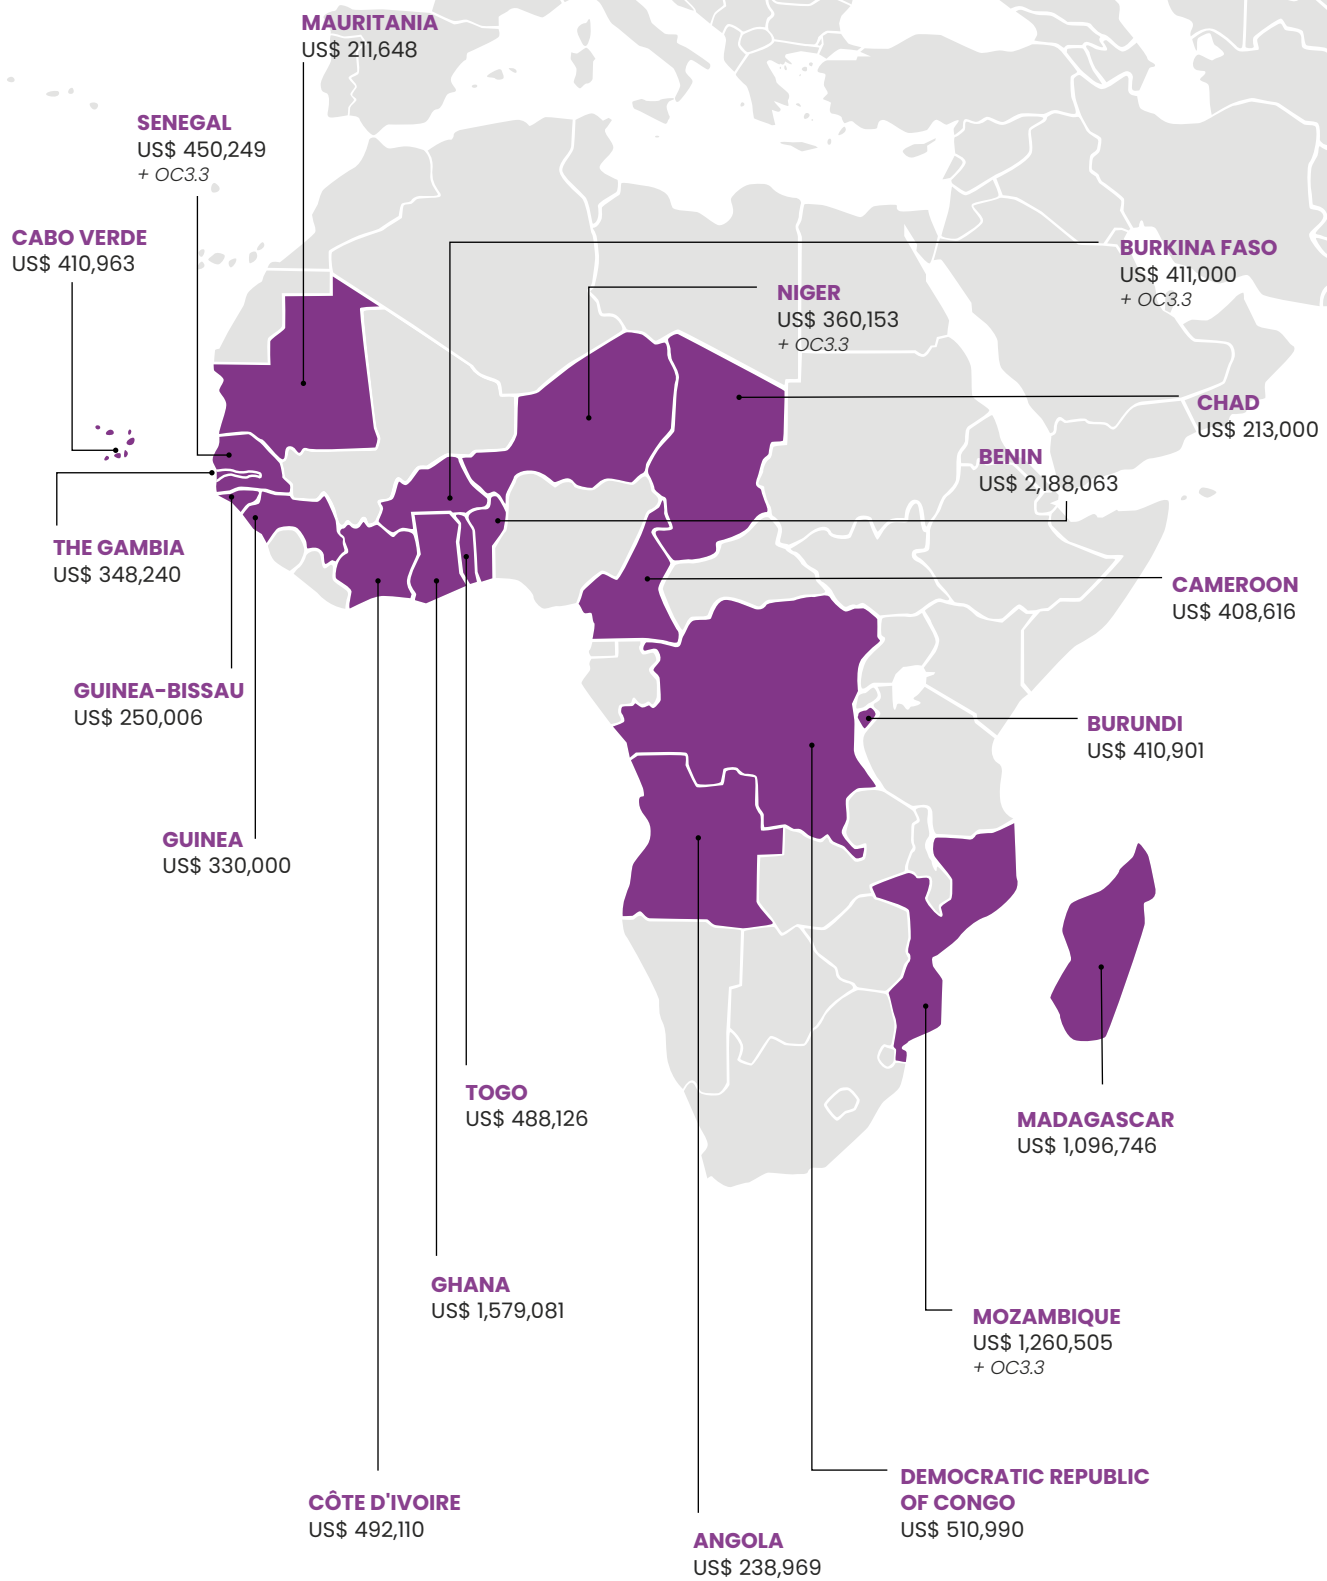 MAURITANIA
US$ 211,648
SENEGAL
US$ 450,249
+ OC3.3
CABO VERDE
US$ 410,963
BURKINA FASO
US$ 411,000
+ OC3.3
NIGER
US$ 360,153
+ OC3.3
CHAD
US$ 213,000
BENIN
US$ 2,188,063
THE GAMBIA
US$ 348,240
CAMEROON
US$ 408,616
GUINEA-BISSAU
US$ 250,006
BURUNDI
US$ 410,901
GUINEA
US$ 330,000
TOGO
US$ 488,126
MADAGASCAR
US$ 1,096,746
GHANA
US$ 1,579,081
MOZAMBIQUE
US$ 1,260,505
+ OC3.3
DEMOCRATIC REPUBLIC
OF CONGO
US$ 510,990
CÔTE D'IVOIRE
US$ 492,110
ANGOLA
US$ 238,969